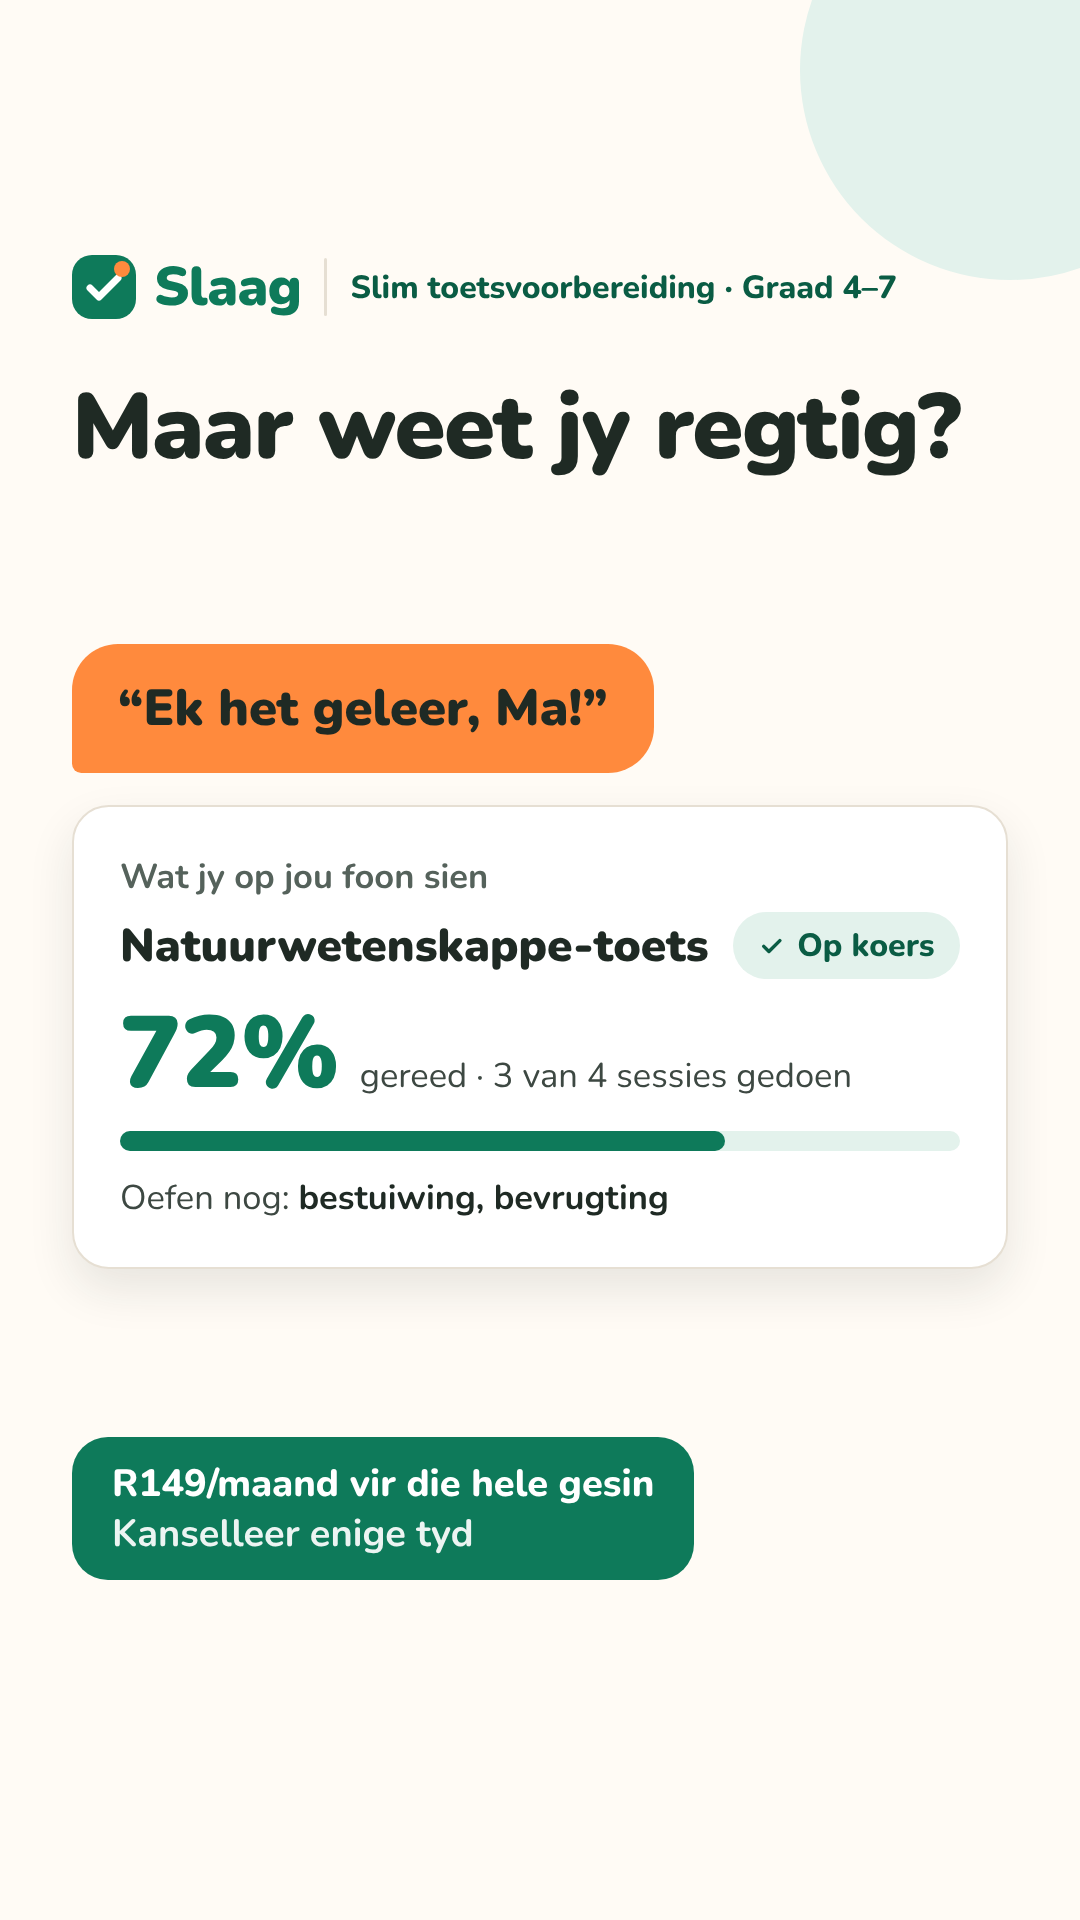 Slaag
Slim toetsvoorbereiding · Graad 4–7
Maar weet jy regtig?
“Ek het geleer, Ma!”
Wat jy op jou foon sien
Natuurwetenskappe-toets
Op koers
72% gereed · 3 van 4 sessies gedoen
Oefen nog: bestuiwing, bevrugting
R149/maand vir die hele gesin
Kanselleer enige tyd